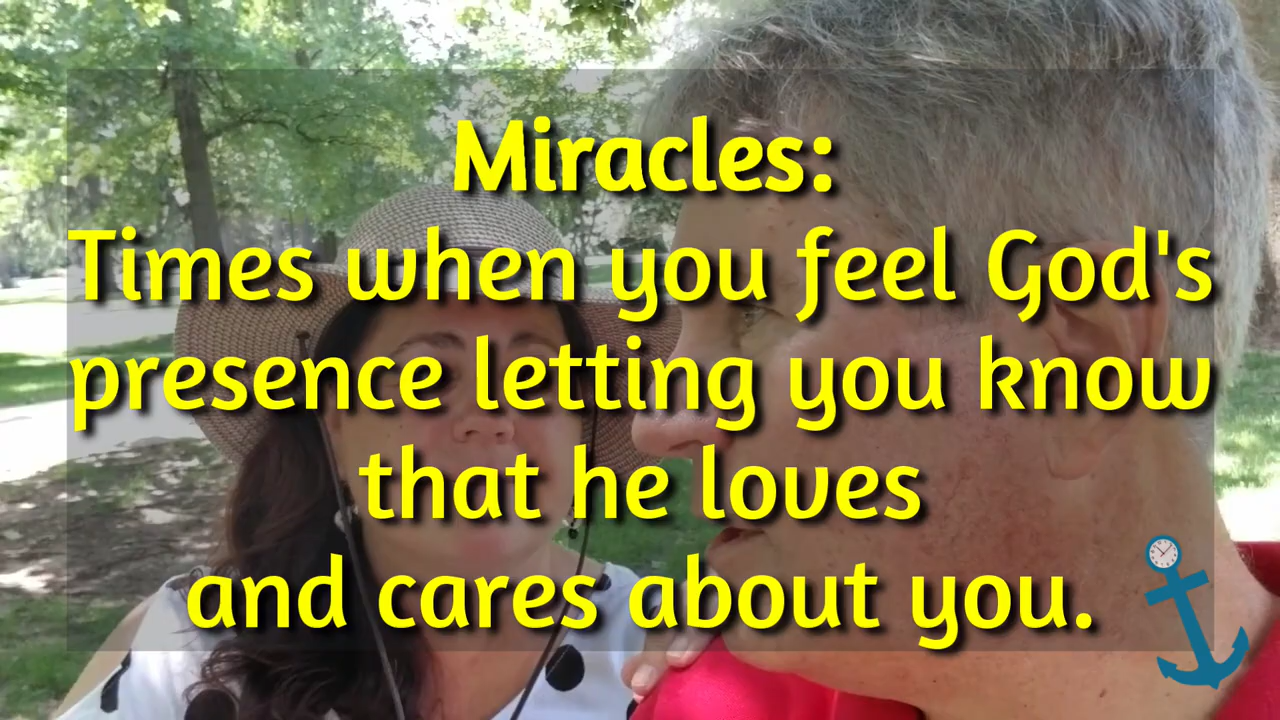 Miracles:
Times when you feel God's
presence letting you know
that he loves
and cares about you.